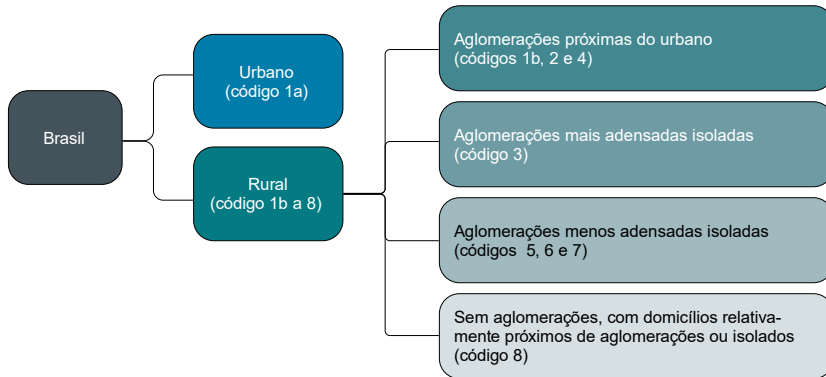 Brasil
Urbano
(código 1a)
Rural
(código 1b a 8)
Aglomerações próximas do urbano
(códigos 1b, 2 e 4)
Aglomerações mais adensadas isoladas
(código 3)
Aglomerações menos adensadas isoladas
(códigos  5, 6 e 7)
Sem aglomerações, com domicílios relativa-
mente próximos de aglomerações ou isolados
(código 8)